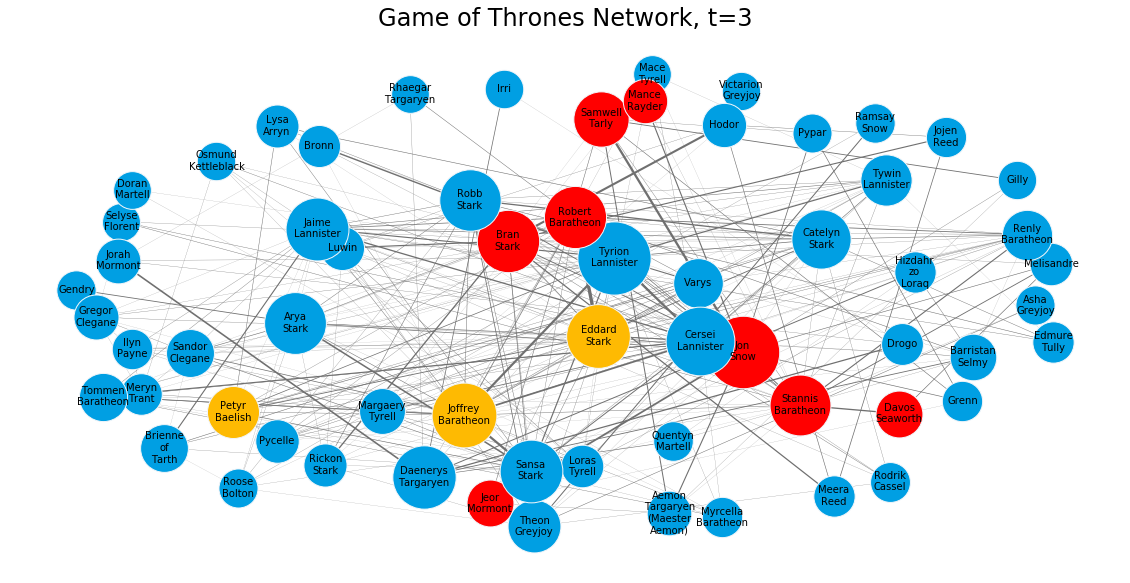 Game of Thrones Network, t=3
Mace
Tyrell
Rhaegar
Targaryen
Irri
Victarion
Greyjoy
Mance
Rayder
Samwell
Tarly
Lysa
Arryn
Hodor
Pypar
Ramsay
Snow
Jojen
Reed
Bronn
Osmund
Kettleblack
Tywin
Lannister
Gilly
Doran
Martell
Robb
Stark
Selyse
Florent
Jaime
Lannister
Luwin
Robert
Baratheon
Bran
Stark
Catelyn
Stark
Renly
Baratheon
Tyrion
Lannister
Jorah
Mormont
Melisandre
Hizdahr
zo
Loraq
Varys
Gendry
Gregor
Clegane
Asha
Greyjoy
Arya
Stark
Eddard
Stark
Cersei
Lannister
Jon
Snow
Drogo
Edmure
Tully
Ilyn
Payne
Sandor
Clegane
Barristan
Selmy
Tommen
Baratheon
Meryn
Trant
Petyr
Baelish
Margaery
Tyrell
Joffrey
Baratheon
Stannis
Baratheon
Davos
Seaworth
Grenn
Brienne
of
Tarth
Pycelle
Quentyn
Martell
Rickon
Stark
Daenerys
Targaryen
Sansa
Stark
Loras
Tyrell
Roose
Bolton
Rodrik
Cassel
Meera
Reed
Jeor
Mormont
Theon
Greyjoy
Aemon
Targaryen
(Maester
Aemon)
Myrcella
Baratheon